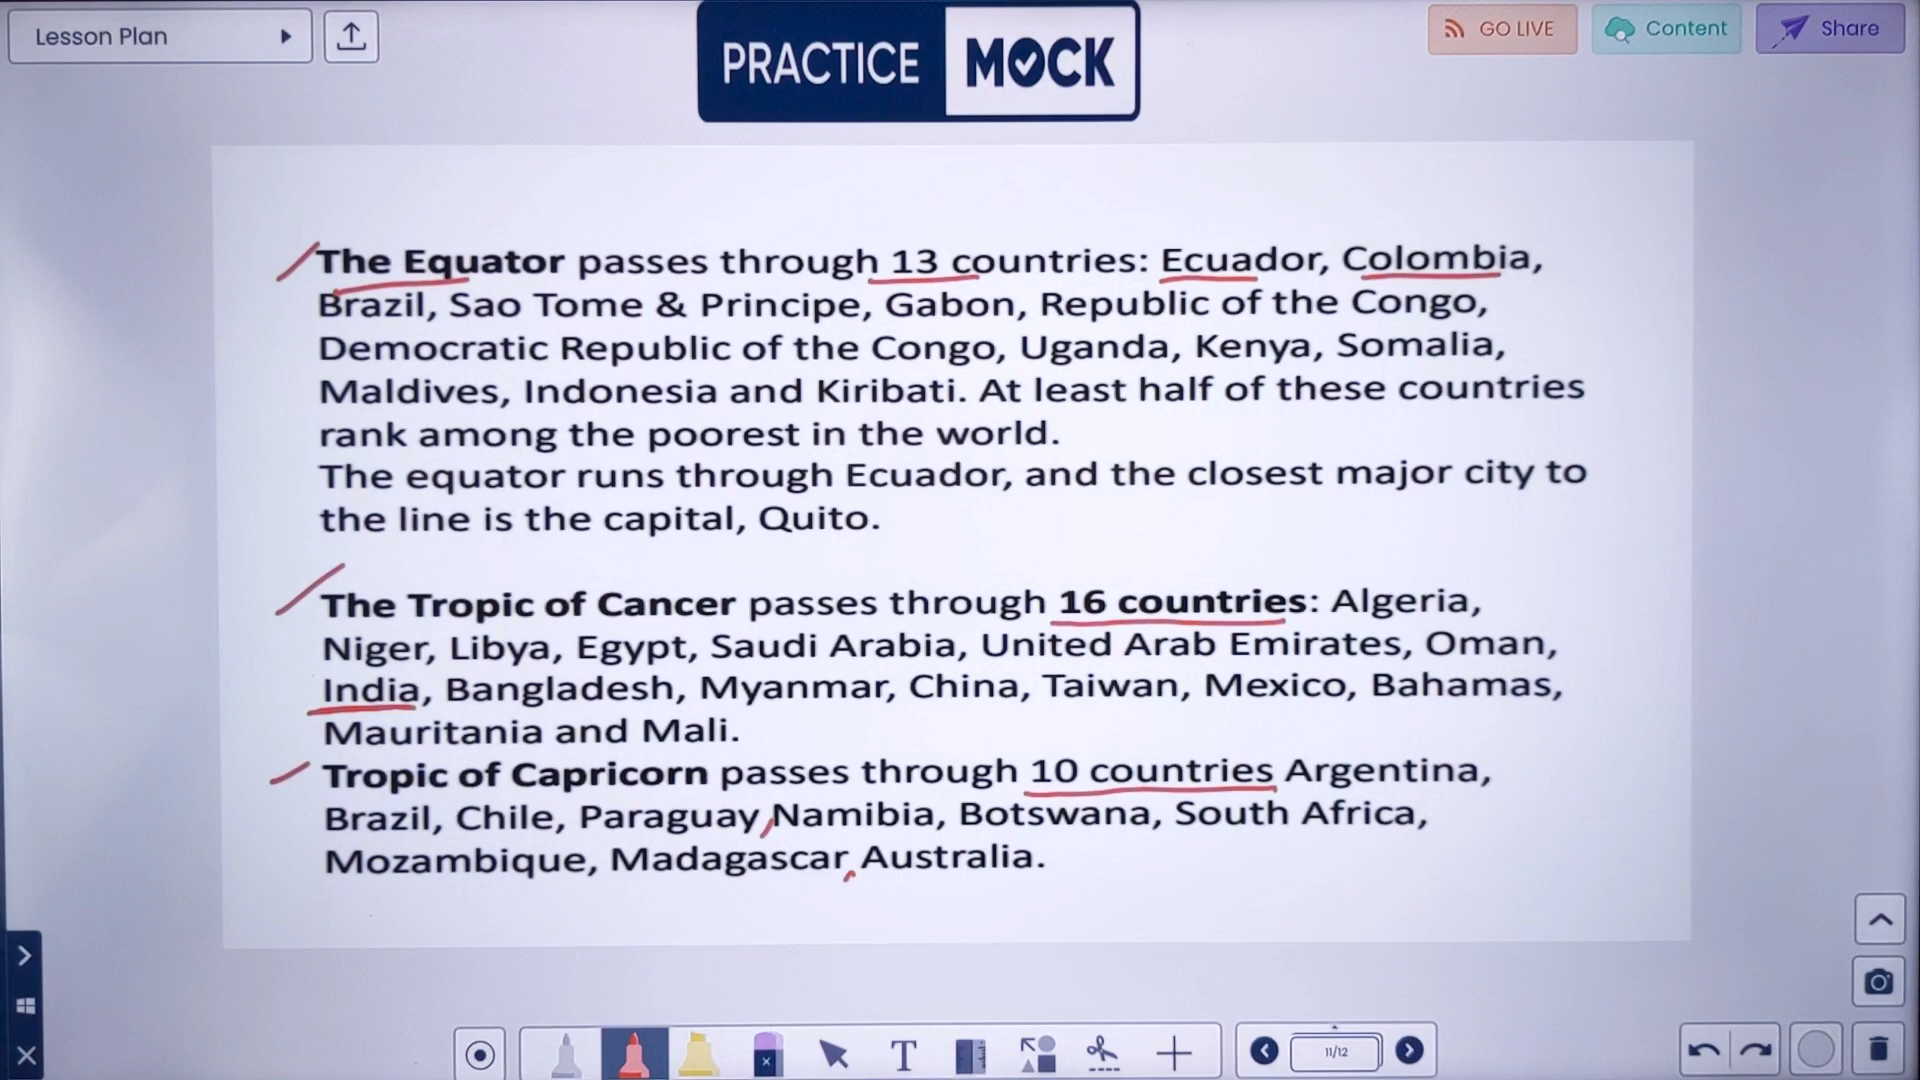 Lesson Plan
PRACTICE MOCK
GO LIVE
Content
Share
The Equator passes through 13 countries: Ecuador, Colombia,
Brazil, Sao Tome & Principe, Gabon, Republic of the Congo,
Democratic Republic of the Congo, Uganda, Kenya, Somalia,
Maldives, Indonesia and Kiribati. At least half of these countries
rank among the poorest in the world.
The equator runs through Ecuador, and the closest major city to
the line is the capital, Quito.
The Tropic of Cancer passes through 16 countries: Algeria,
Niger, Libya, Egypt, Saudi Arabia, United Arab Emirates, Oman,
India, Bangladesh, Myanmar, China, Taiwan, Mexico, Bahamas,
Mauritania and Mali.
Tropic of Capricorn passes through 10 countries Argentina,
Brazil, Chile, Paraguay,Namibia, Botswana, South Africa,
Mozambique, Madagascar, Australia.
T
11/12